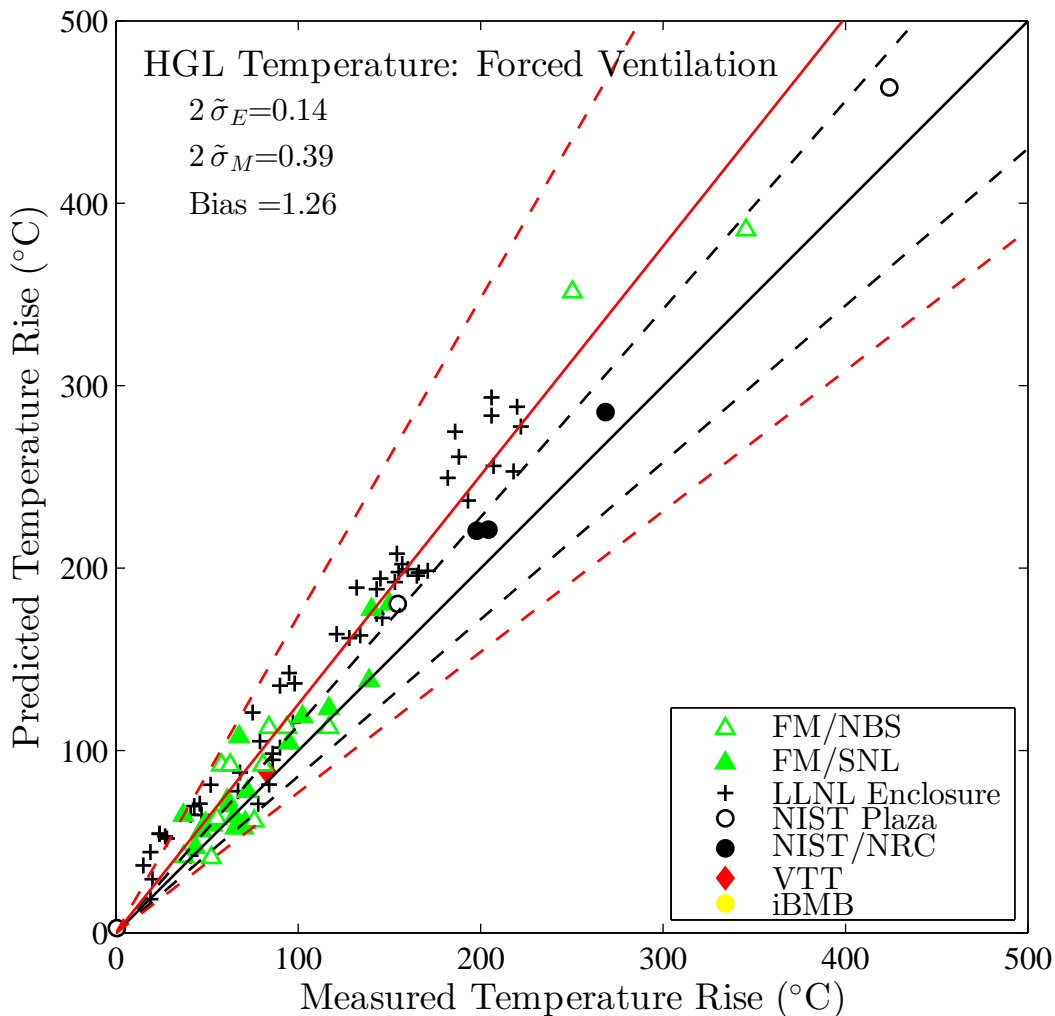 HGL Temperature: Forced Ventilation
2 σ̃_E=0.14
2 σ̃_M=0.39
Bias =1.26
500
400
300
200
100
0
Predicted Temperature Rise (°C)
FM/NBS
FM/SNL
LLNL Enclosure
NIST Plaza
NIST/NRC
VTT
iBMB
0 100 200 300 400 500
Measured Temperature Rise (°C)